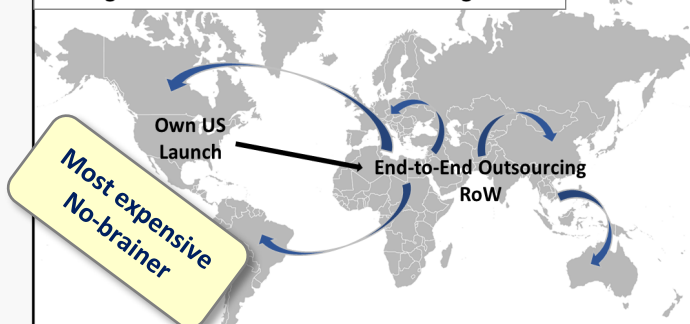 Own US
Launch
End-to-End Outsourcing
RoW
Most expensive
No-brainer